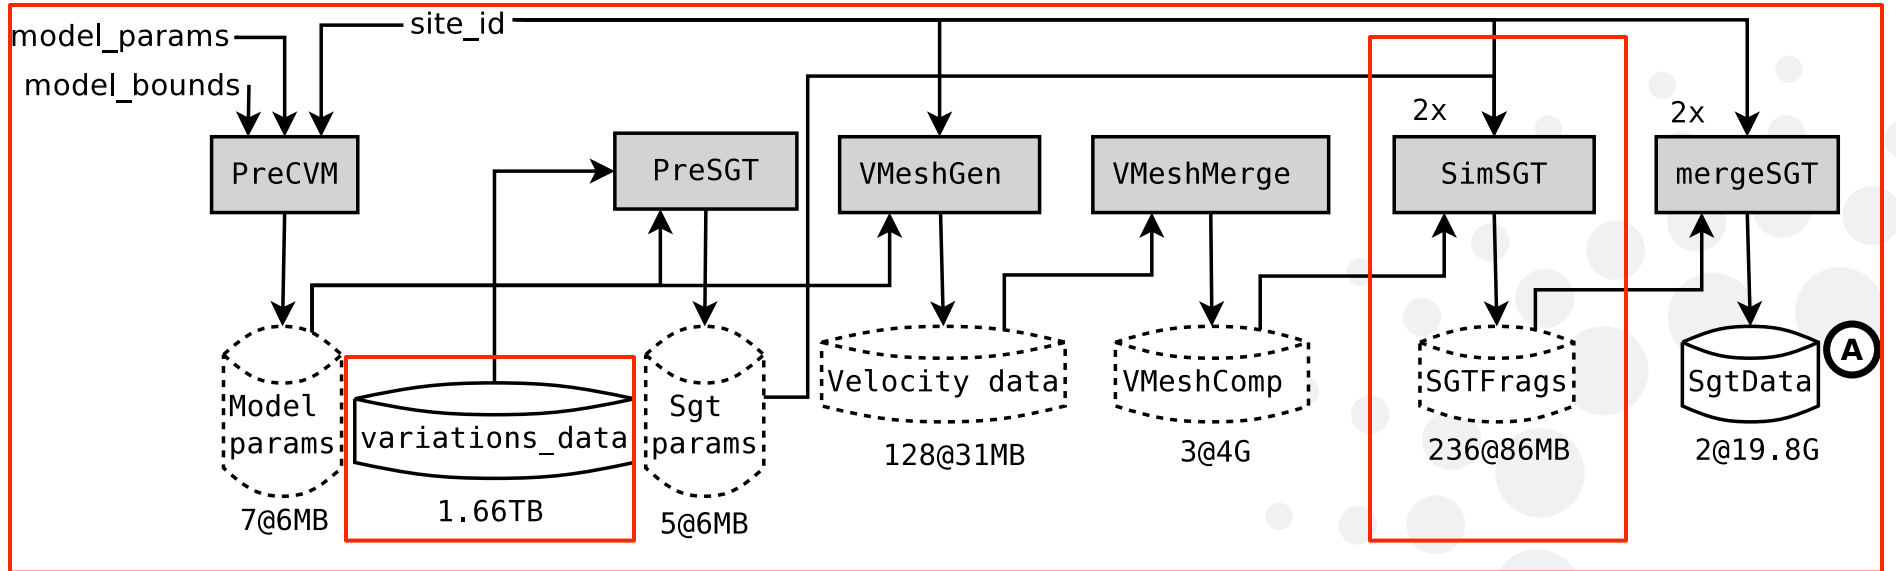 site_id
model_params
model_bounds
2x
2x
PreCVM
PreSGT
VMeshGen
VMeshMerge
SimSGT
mergeSGT
Model
params
variations_data
Sgt
params
Velocity data
VMeshComp
SGTFrags
SgtData
A
7@6MB
1.66TB
5@6MB
128@31MB
3@4G
236@86MB
2@19.8G